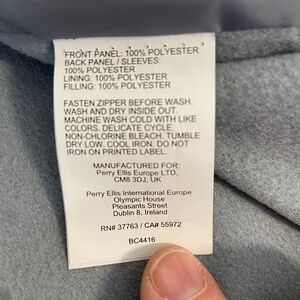 FRONT PANEL: 100% POLYESTER
BACK PANEL / SLEEVES:
100% POLYESTER
LINING: 100% POLYESTER
FILLING: 100% POLYESTER
FASTEN ZIPPER BEFORE WASH.
WASH AND DRY INSIDE OUT.
MACHINE WASH COLD WITH LIKE
COLORS. DELICATE CYCLE.
NON-CHLORINE BLEACH. TUMBLE
DRY LOW. COOL IRON. DO NOT
IRON ON PRINTED LABEL.
MANUFACTURED FOR:
Perry Ellis Europe LTD,
CM8 3DJ, UK
Perry Ellis International Europe
Olympic House
Pleasants Street
Dublin 8, Ireland
RN# 37763 / CA# 55972
BC4416